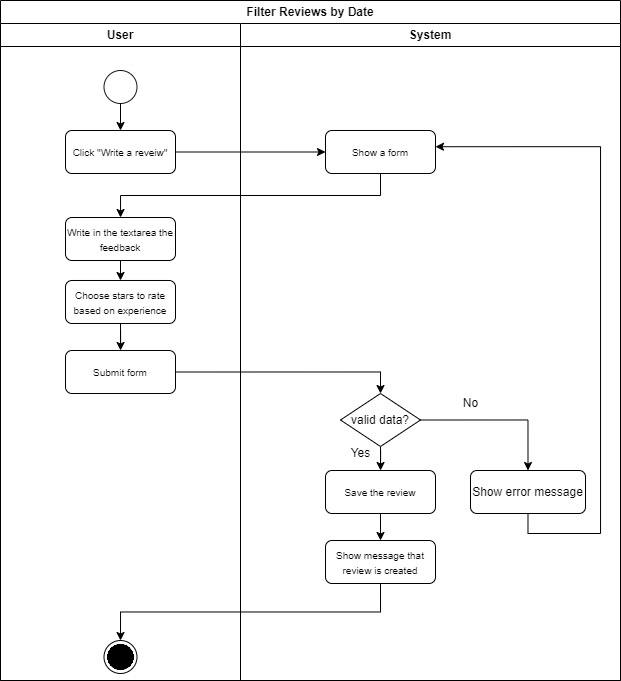 Filter Reviews by Date
User
System
Click "Write a reveiw"
Show a form
Write in the textarea the
feedback
Choose stars to rate
based on experience
Submit form
valid data?
No
Yes
Save the review
Show error message
Show message that
review is created